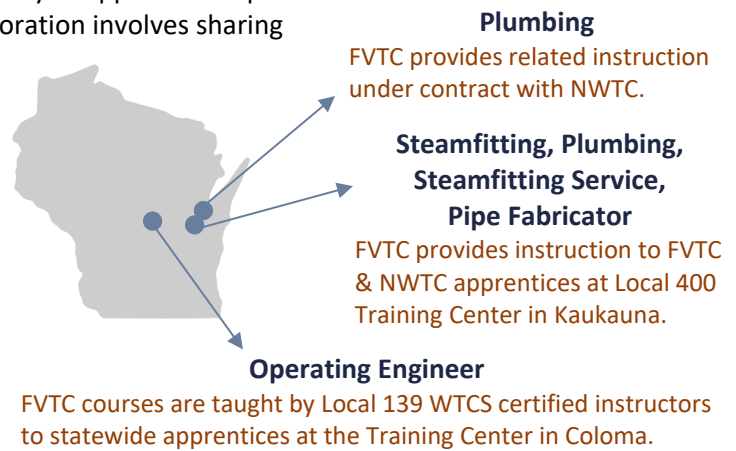 oration involves sharing
Plumbing
FVTC provides related instruction
under contract with NWTC.
Steamfitting, Plumbing,
Steamfitting Service,
Pipe Fabricator
FVTC provides instruction to FVTC
& NWTC apprentices at Local 400
Training Center in Kaukauna.
Operating Engineer
FVTC courses are taught by Local 139 WTCS certified instructors
to statewide apprentices at the Training Center in Coloma.